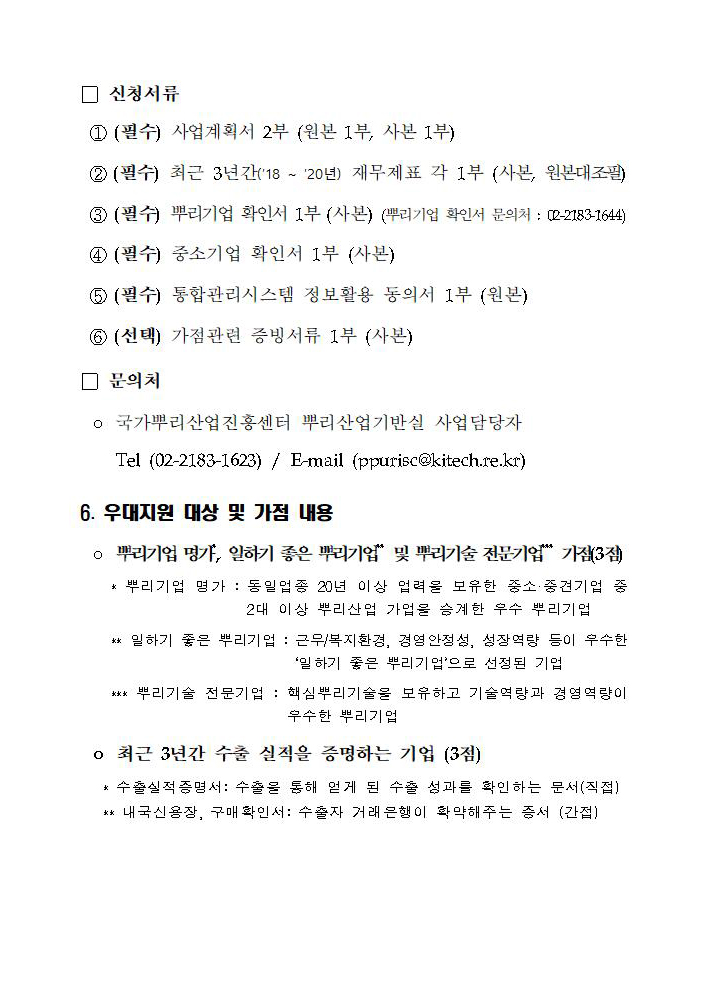 □ 신청서류
① (필수) 사업계획서 2부 (원본 1부, 사본 1부)
② (필수) 최근 3년간('18 ~ '20년) 재무제표 각 1부 (사본, 원본대조필)
③ (필수) 뿌리기업 확인서 1부 (사본) (뿌리기업 확인서 문의처 : 02-2183-1644)
④ (필수) 중소기업 확인서 1부 (사본)
⑤ (필수) 통합관리시스템 정보활용 동의서 1부 (원본)
⑥ (선택) 가점관련 증빙서류 1부 (사본)
□ 문의처
○ 국가뿌리산업진흥센터 뿌리산업기반실 사업담당자
Tel (02-2183-1623) / E-mail (ppurisc@kitech.re.kr)
6. 우대지원 대상 및 가점 내용
○ 뿌리기업 명가*, 일하기 좋은 뿌리기업** 및 뿌리기술 전문기업*** 가점(3점)
* 뿌리기업 명가 : 동일업종 20년 이상 업력을 보유한 중소·중견기업 중
2대 이상 뿌리산업 가업을 승계한 우수 뿌리기업
** 일하기 좋은 뿌리기업 : 근무/복지환경, 경영안정성, 성장역량 등이 우수한
'일하기 좋은 뿌리기업'으로 선정된 기업
*** 뿌리기술 전문기업 : 핵심뿌리기술을 보유하고 기술역량과 경영역량이
우수한 뿌리기업
○ 최근 3년간 수출 실적을 증명하는 기업 (3점)
* 수출실적증명서: 수출을 통해 얻게 된 수출 성과를 확인하는 문서(직접)
** 내국신용장, 구매확인서: 수출자 거래은행이 확약해주는 증서 (간접)